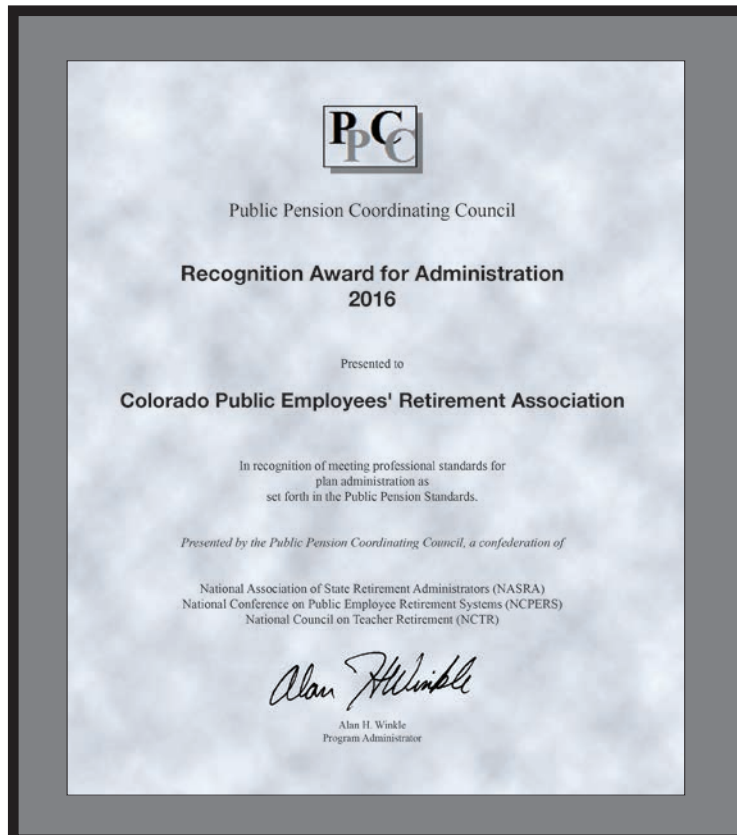 PPCC
Public Pension Coordinating Council
Recognition Award for Administration
2016
Presented to
Colorado Public Employees' Retirement Association
In recognition of meeting professional standards for
plan administration as
set forth in the Public Pension Standards.
Presented by the Public Pension Coordinating Council, a confederation of
National Association of State Retirement Administrators (NASRA)
National Conference on Public Employee Retirement Systems (NCPERS)
National Council on Teacher Retirement (NCTR)
Alan H Winkle
Alan H. Winkle
Program Administrator